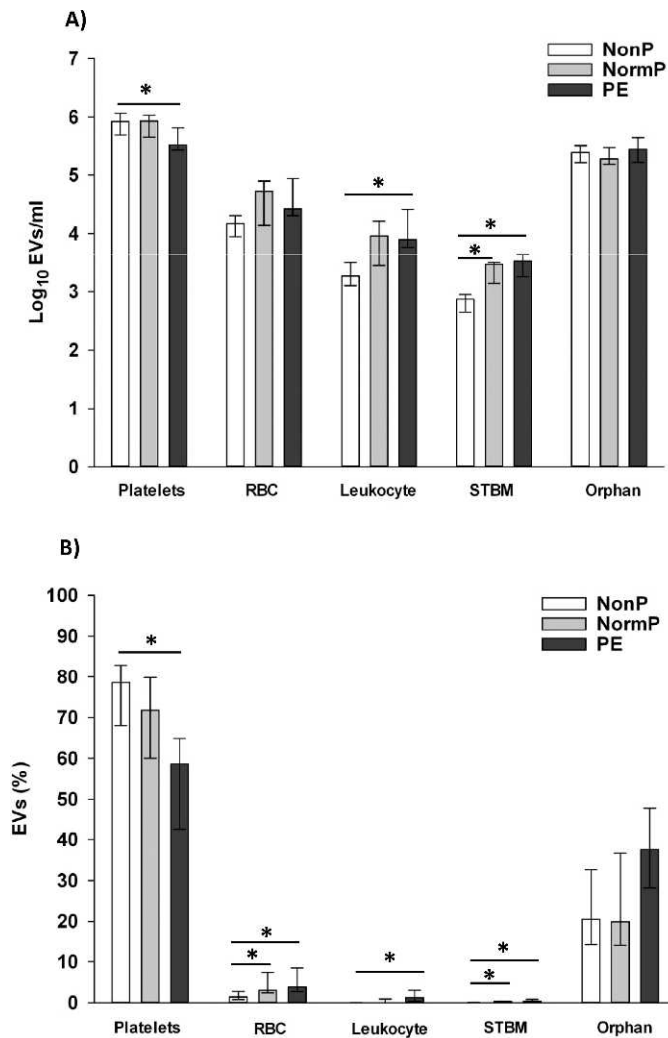 A)
7
6
5
4
3
2
1
0
Log10 EVs/ml
NonP
NormP
PE
*
*
*
*
Platelets RBC Leukocyte STBM Orphan
B)
100
90
80
70
60
50
40
30
20
10
0
EVs (%)
NonP
NormP
PE
*
*
*
*
*
*
Platelets RBC Leukocyte STBM Orphan